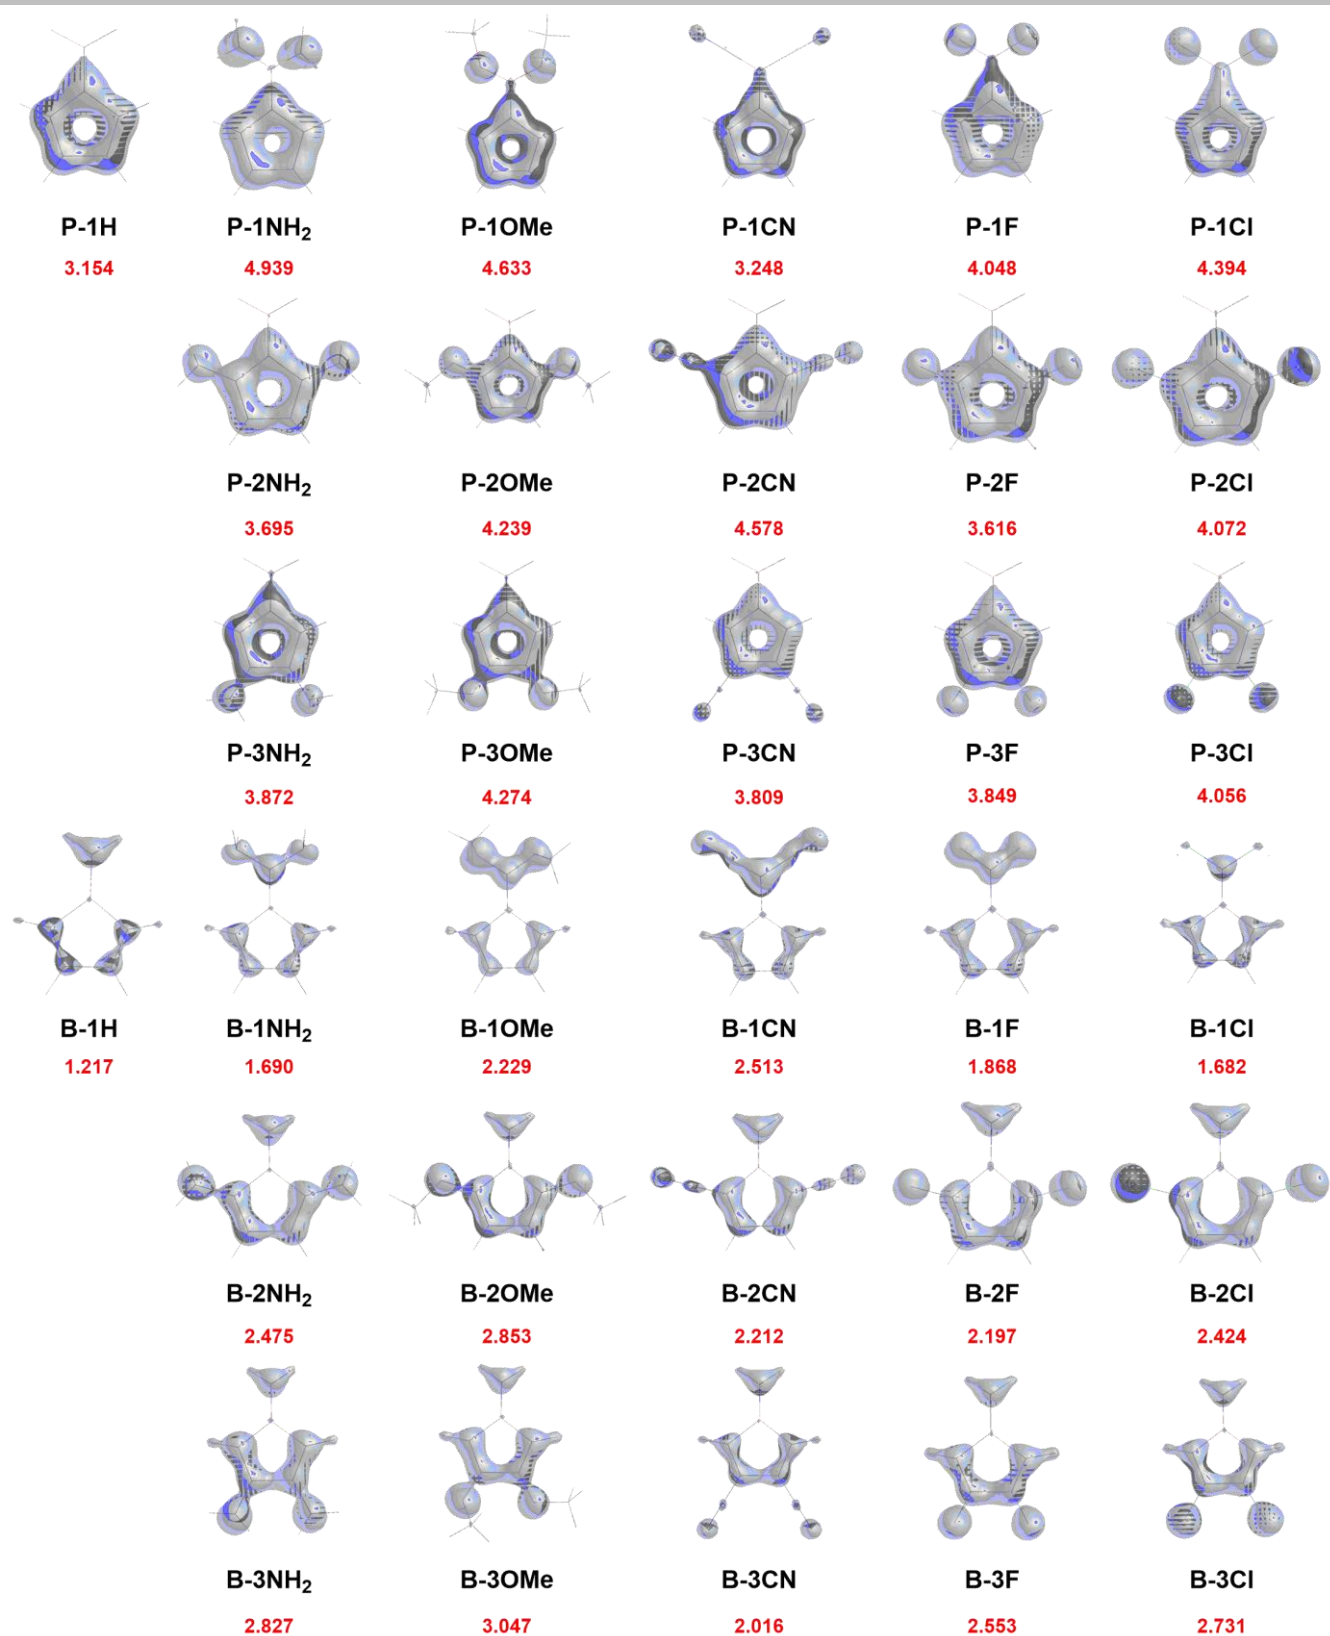 P-1H P-1NH₂ P-1OMe P-1CN P-1F P-1Cl
3.154 4.939 4.633 3.248 4.048 4.394
P-2NH₂ P-2OMe P-2CN P-2F P-2Cl
3.695 4.239 4.578 3.616 4.072
P-3NH₂ P-3OMe P-3CN P-3F P-3Cl
3.872 4.274 3.809 3.849 4.056
B-1H B-1NH₂ B-1OMe B-1CN B-1F B-1Cl
1.217 1.690 2.229 2.513 1.868 1.682
B-2NH₂ B-2OMe B-2CN B-2F B-2Cl
2.475 2.853 2.212 2.197 2.424
B-3NH₂ B-3OMe B-3CN B-3F B-3Cl
2.827 3.047 2.016 2.553 2.731